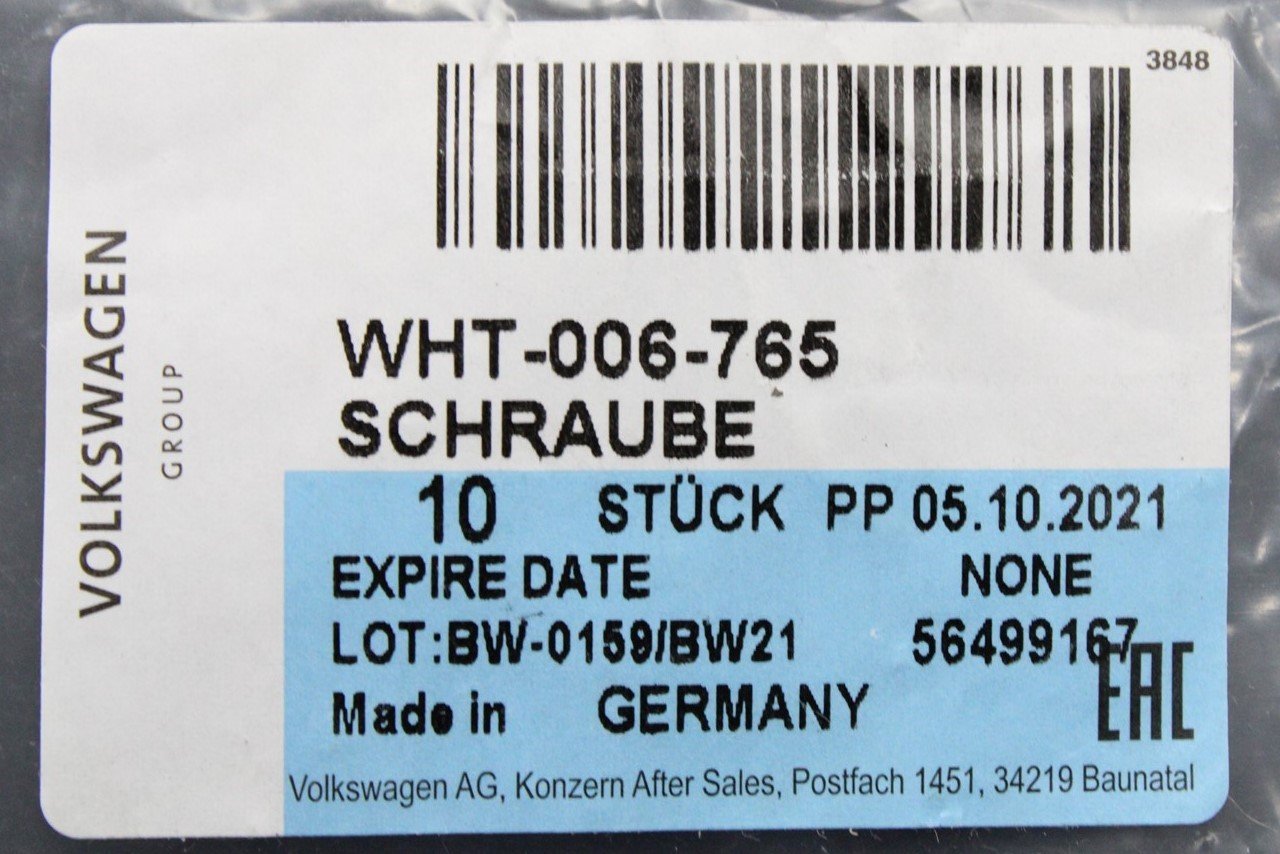 3848
VOLKSWAGEN
GROUP
WHT-006-765
SCHRAUBE
10 STÜCK PP 05.10.2021
EXPIRE DATE NONE
LOT:BW-0159/BW21 56499167
EAC
Made in GERMANY
Volkswagen AG, Konzern After Sales, Postfach 1451, 34219 Baunatal